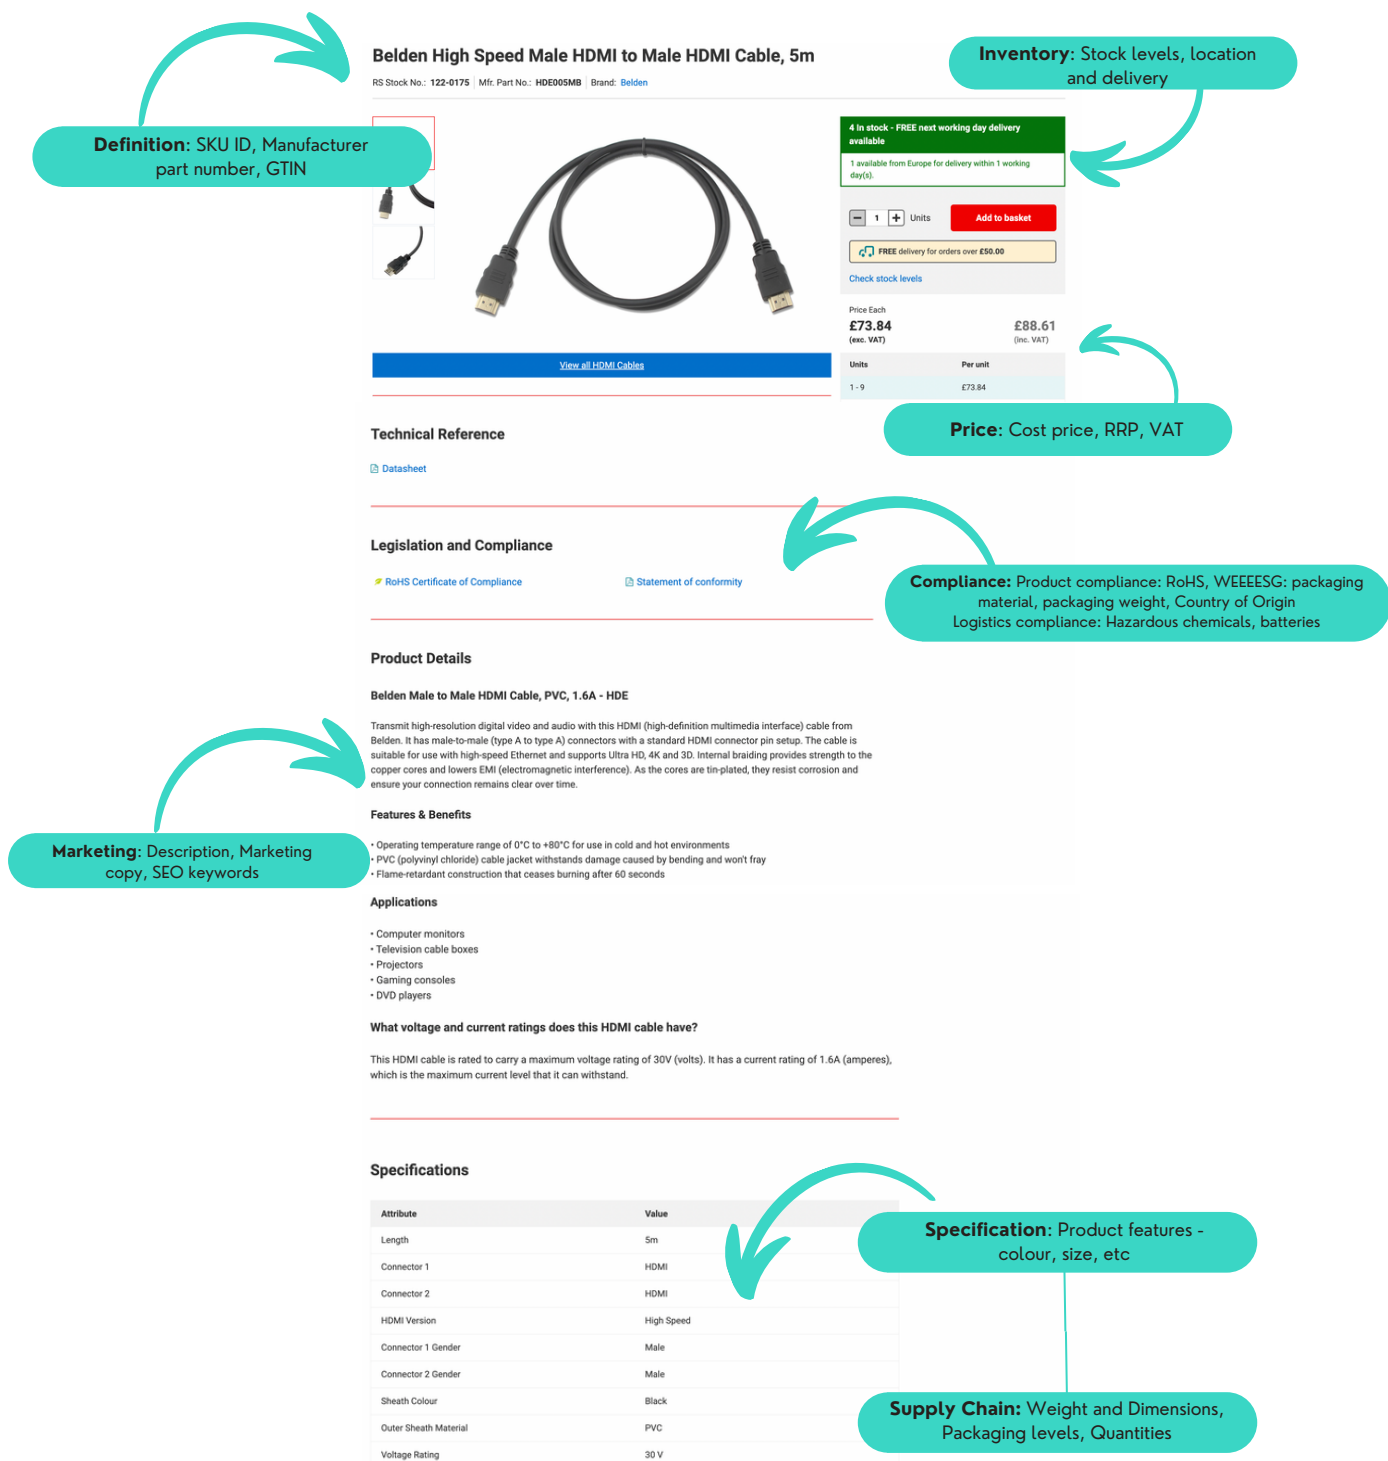 Belden High Speed Male HDMI to Male HDMI Cable, 5m
RS Stock No.: 122-0175 Mfr. Part No.: HDE005MB Brand: Belden
Inventory: Stock levels, location
and delivery
Definition: SKU ID, Manufacturer
part number, GTIN
4 In stock - FREE next working day delivery
available
1 available from Europe for delivery within 1 working
day(s).
1 Units Add to basket
FREE delivery for orders over £50.00
Check stock levels
Price Each
£73.84 £88.61
(exc. VAT) (inc. VAT)
View all HDMI Cables
Units Per unit
1 - 9 £73.84
Price: Cost price, RRP, VAT
Technical Reference
Datasheet
Legislation and Compliance
RoHS Certificate of Compliance Statement of conformity
Compliance: Product compliance: RoHS, WEEEESG: packaging
material, packaging weight, Country of Origin
Logistics compliance: Hazardous chemicals, batteries
Product Details
Belden Male to Male HDMI Cable, PVC, 1.6A - HDE
Transmit high-resolution digital video and audio with this HDMI (high-definition multimedia interface) cable from
Belden. It has male-to-male (type A to type A) connectors with a standard HDMI connector pin setup. The cable is
suitable for use with high-speed Ethernet and supports Ultra HD, 4K and 3D. Internal braiding provides strength to the
copper cores and lowers EMI (electromagnetic interference). As the cores are tin-plated, they resist corrosion and
ensure your connection remains clear over time.
Features & Benefits
• Operating temperature range of 0°C to +80°C for use in cold and hot environments
• PVC (polyvinyl chloride) cable jacket withstands damage caused by bending and won't fray
• Flame-retardant construction that ceases burning after 60 seconds
Marketing: Description, Marketing
copy, SEO keywords
Applications
• Computer monitors
• Television cable boxes
• Projectors
• Gaming consoles
• DVD players
What voltage and current ratings does this HDMI cable have?
This HDMI cable is rated to carry a maximum voltage rating of 30V (volts). It has a current rating of 1.6A (amperes),
which is the maximum current level that it can withstand.
Specifications
Attribute Value
Length 5m
Connector 1 HDMI
Connector 2 HDMI
HDMI Version High Speed
Connector 1 Gender Male
Connector 2 Gender Male
Sheath Colour Black
Outer Sheath Material PVC
Voltage Rating 30 V
Specification: Product features -
colour, size, etc
Supply Chain: Weight and Dimensions,
Packaging levels, Quantities